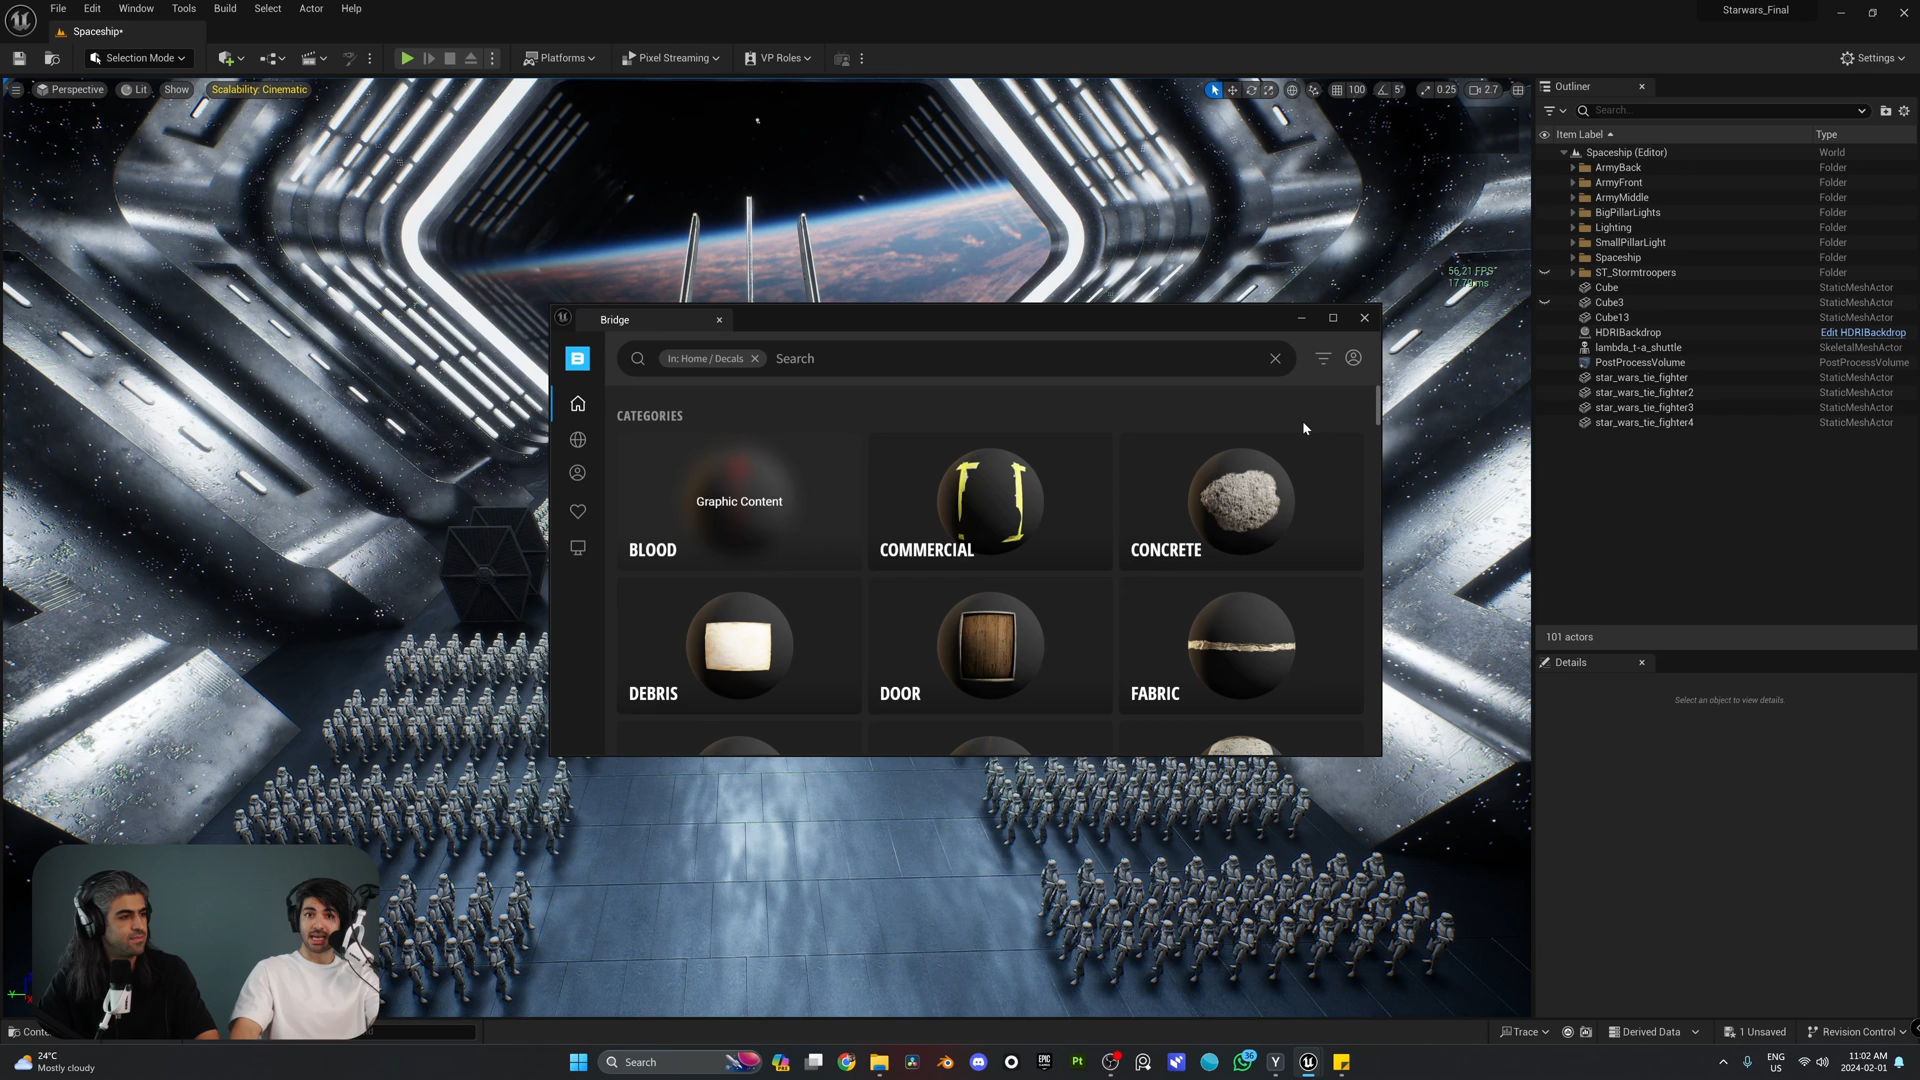 File Edit Window Tools Build Select Actor Help
Starwars_Final
Spaceship*
Selection Mode
Platforms
Pixel Streaming
VP Roles
Settings
Perspective Lit Show Scalability: Cinematic
100 5° 0.25 2.7
Outliner
Search...
Item Label Type
Spaceship (Editor) World
ArmyBack Folder
ArmyFront Folder
ArmyMiddle Folder
BigPillarLights Folder
Lighting Folder
SmallPillarLight Folder
Spaceship Folder
ST_Stormtroopers Folder
Cube StaticMeshActor
Cube3 StaticMeshActor
Cube13 StaticMeshActor
HDRIBackdrop Edit HDRIBackdrop
lambda_t-a_shuttle SkeletalMeshActor
PostProcessVolume PostProcessVolume
star_wars_tie_fighter StaticMeshActor
star_wars_tie_fighter2 StaticMeshActor
star_wars_tie_fighter3 StaticMeshActor
star_wars_tie_fighter4 StaticMeshActor
101 actors
Details
Select an object to view details.
56.21 FPS
Bridge
In: Home / Decals Search
CATEGORIES
Graphic Content
BLOOD COMMERCIAL CONCRETE
DEBRIS DOOR FABRIC
Trace Derived Data 1 Unsaved Revision Control
24°C
Mostly cloudy
Search
Pt
36
ENG
US
11:02 AM
2024-02-01